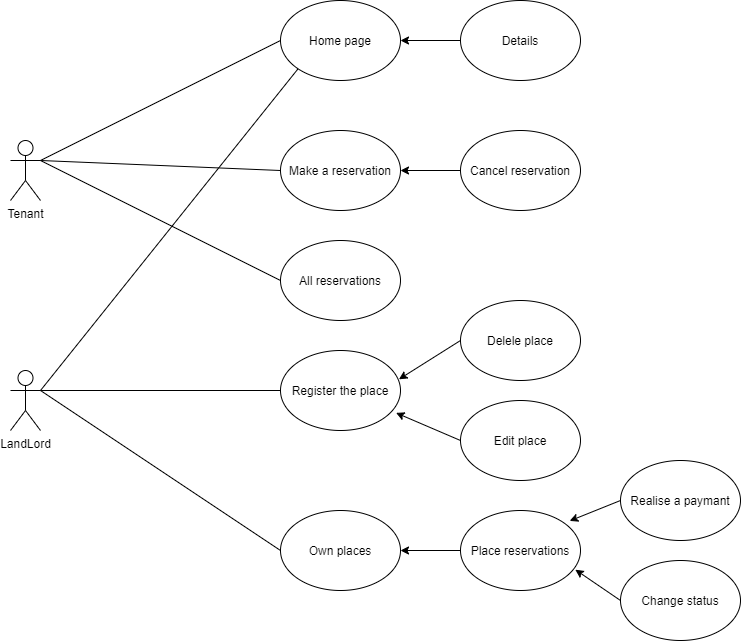 Home page
Details
Make a reservation
Cancel reservation
Tenant
All reservations
Delele place
Register the place
LandLord
Edit place
Realise a paymant
Own places
Place reservations
Change status